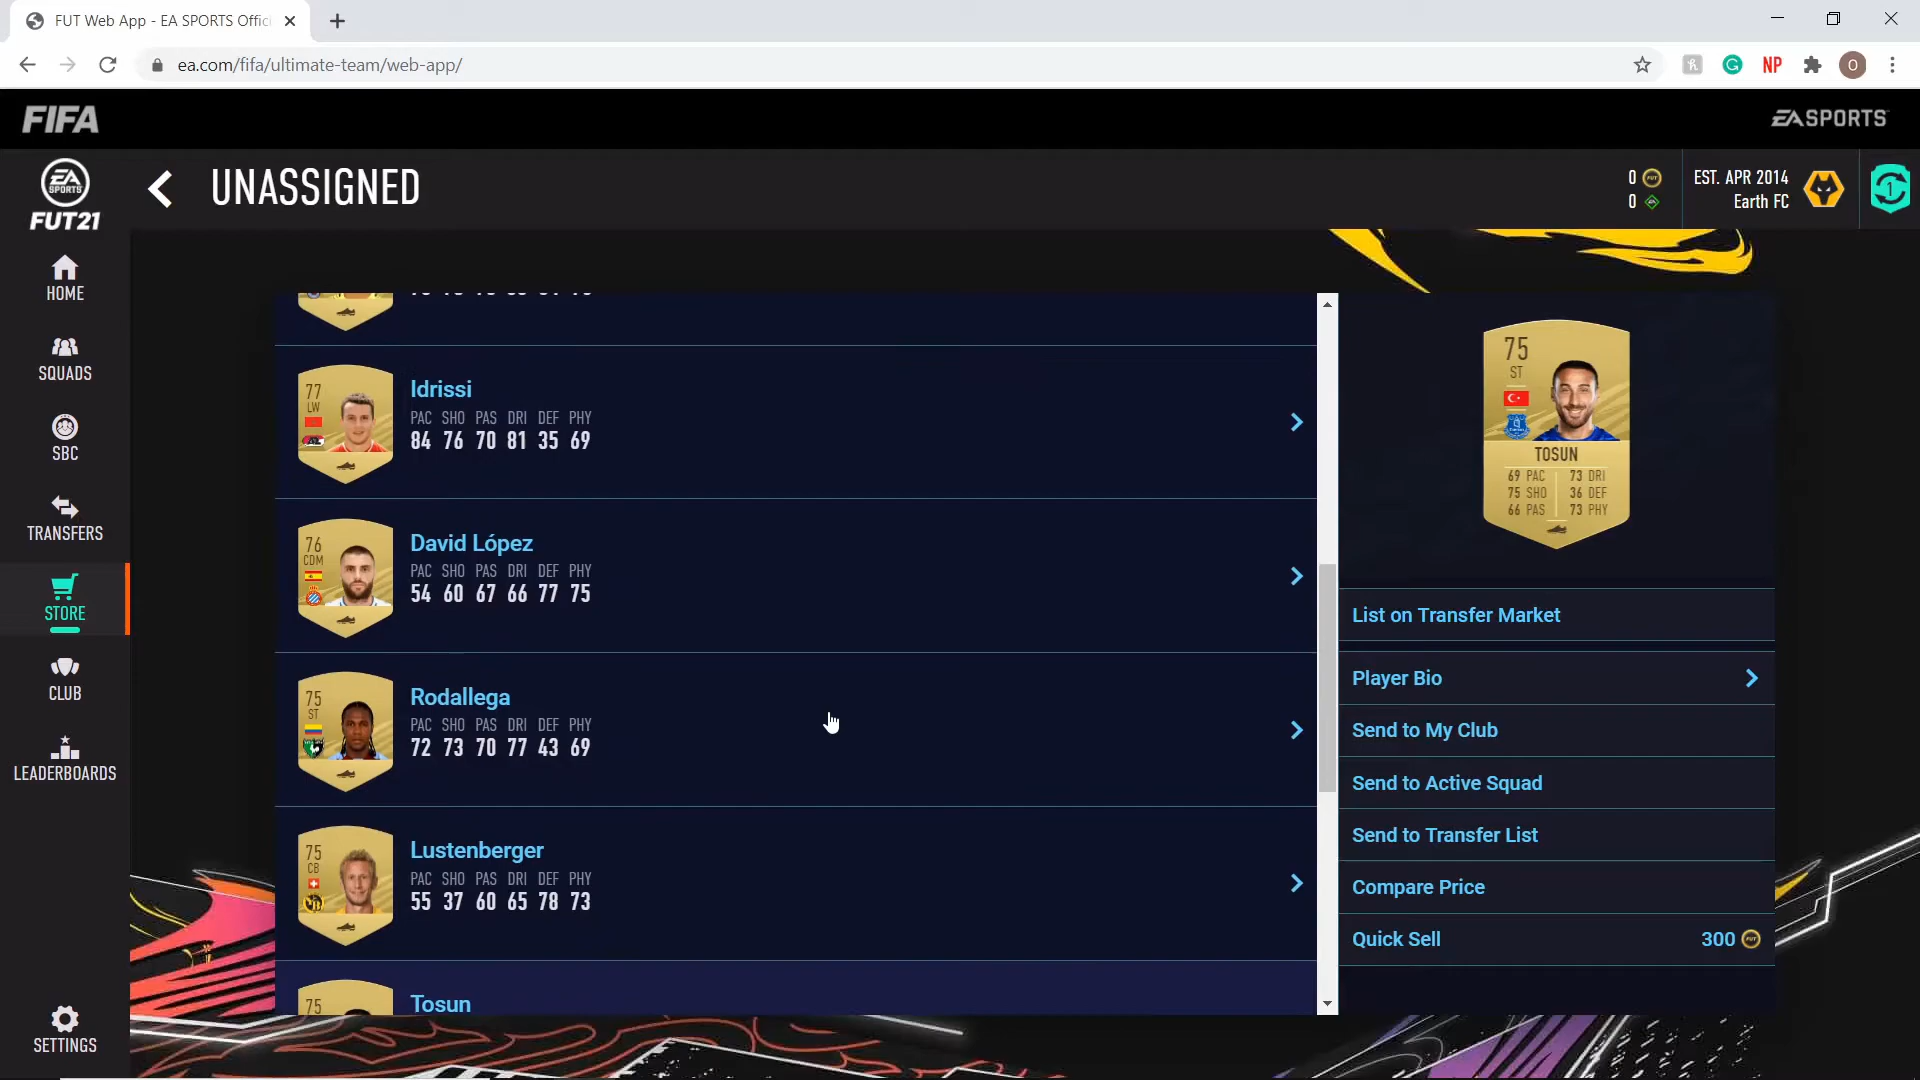 FUT Web App - EA SPORTS Offici
ea.com/fifa/ultimate-team/web-app/
NP
O
FIFA
EA SPORTS
EA SPORTS
FUT21
UNASSIGNED
0
0
EST. APR 2014
Earth FC
1
HOME
SQUADS
SBC
TRANSFERS
STORE
CLUB
LEADERBOARDS
SETTINGS
77
LW
Idrissi
PAC SHO PAS DRI DEF PHY
84 76 70 81 35 69
76
CDM
David López
PAC SHO PAS DRI DEF PHY
54 60 67 66 77 75
75
ST
Rodallega
PAC SHO PAS DRI DEF PHY
72 73 70 77 43 69
75
CB
Lustenberger
PAC SHO PAS DRI DEF PHY
55 37 60 65 78 73
75
Tosun
75
ST
TOSUN
69 PAC 73 DRI
75 SHO 36 DEF
66 PAS 73 PHY
List on Transfer Market
Player Bio
Send to My Club
Send to Active Squad
Send to Transfer List
Compare Price
Quick Sell 300